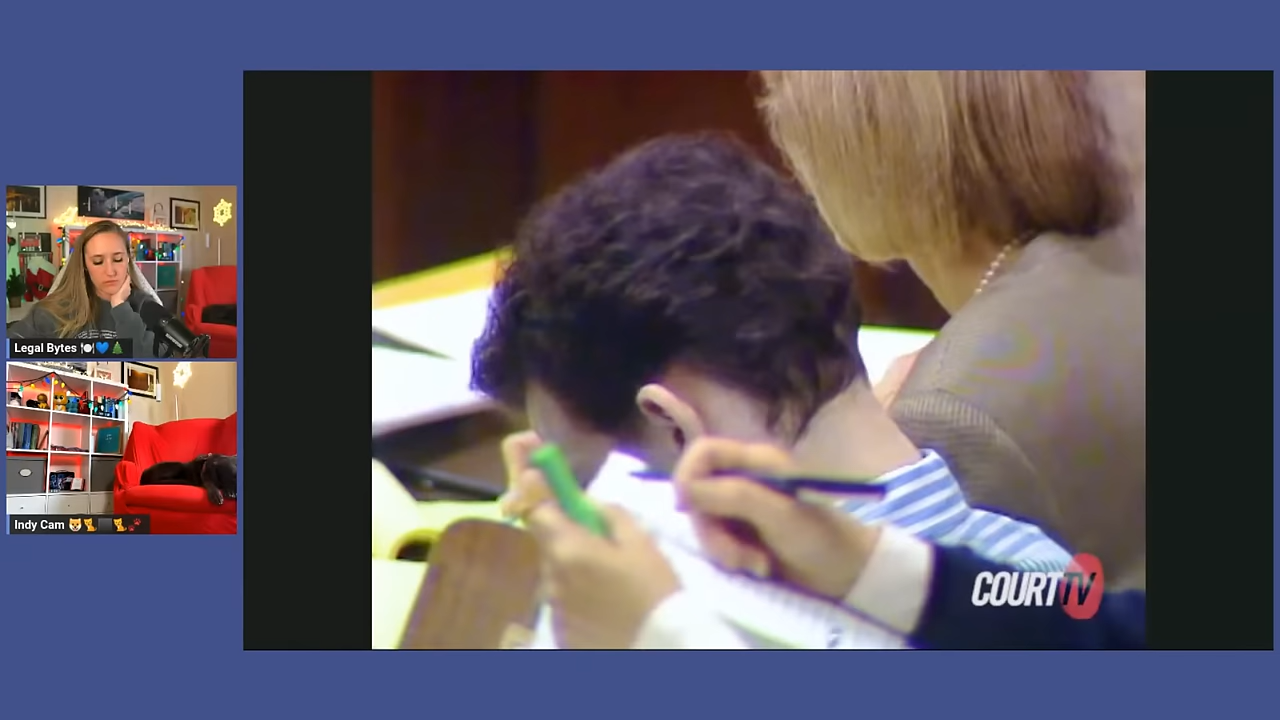 Legal Bytes 🍽💙🌲
Indy Cam 🐱🐈⬛🐈🐾
COURT TV